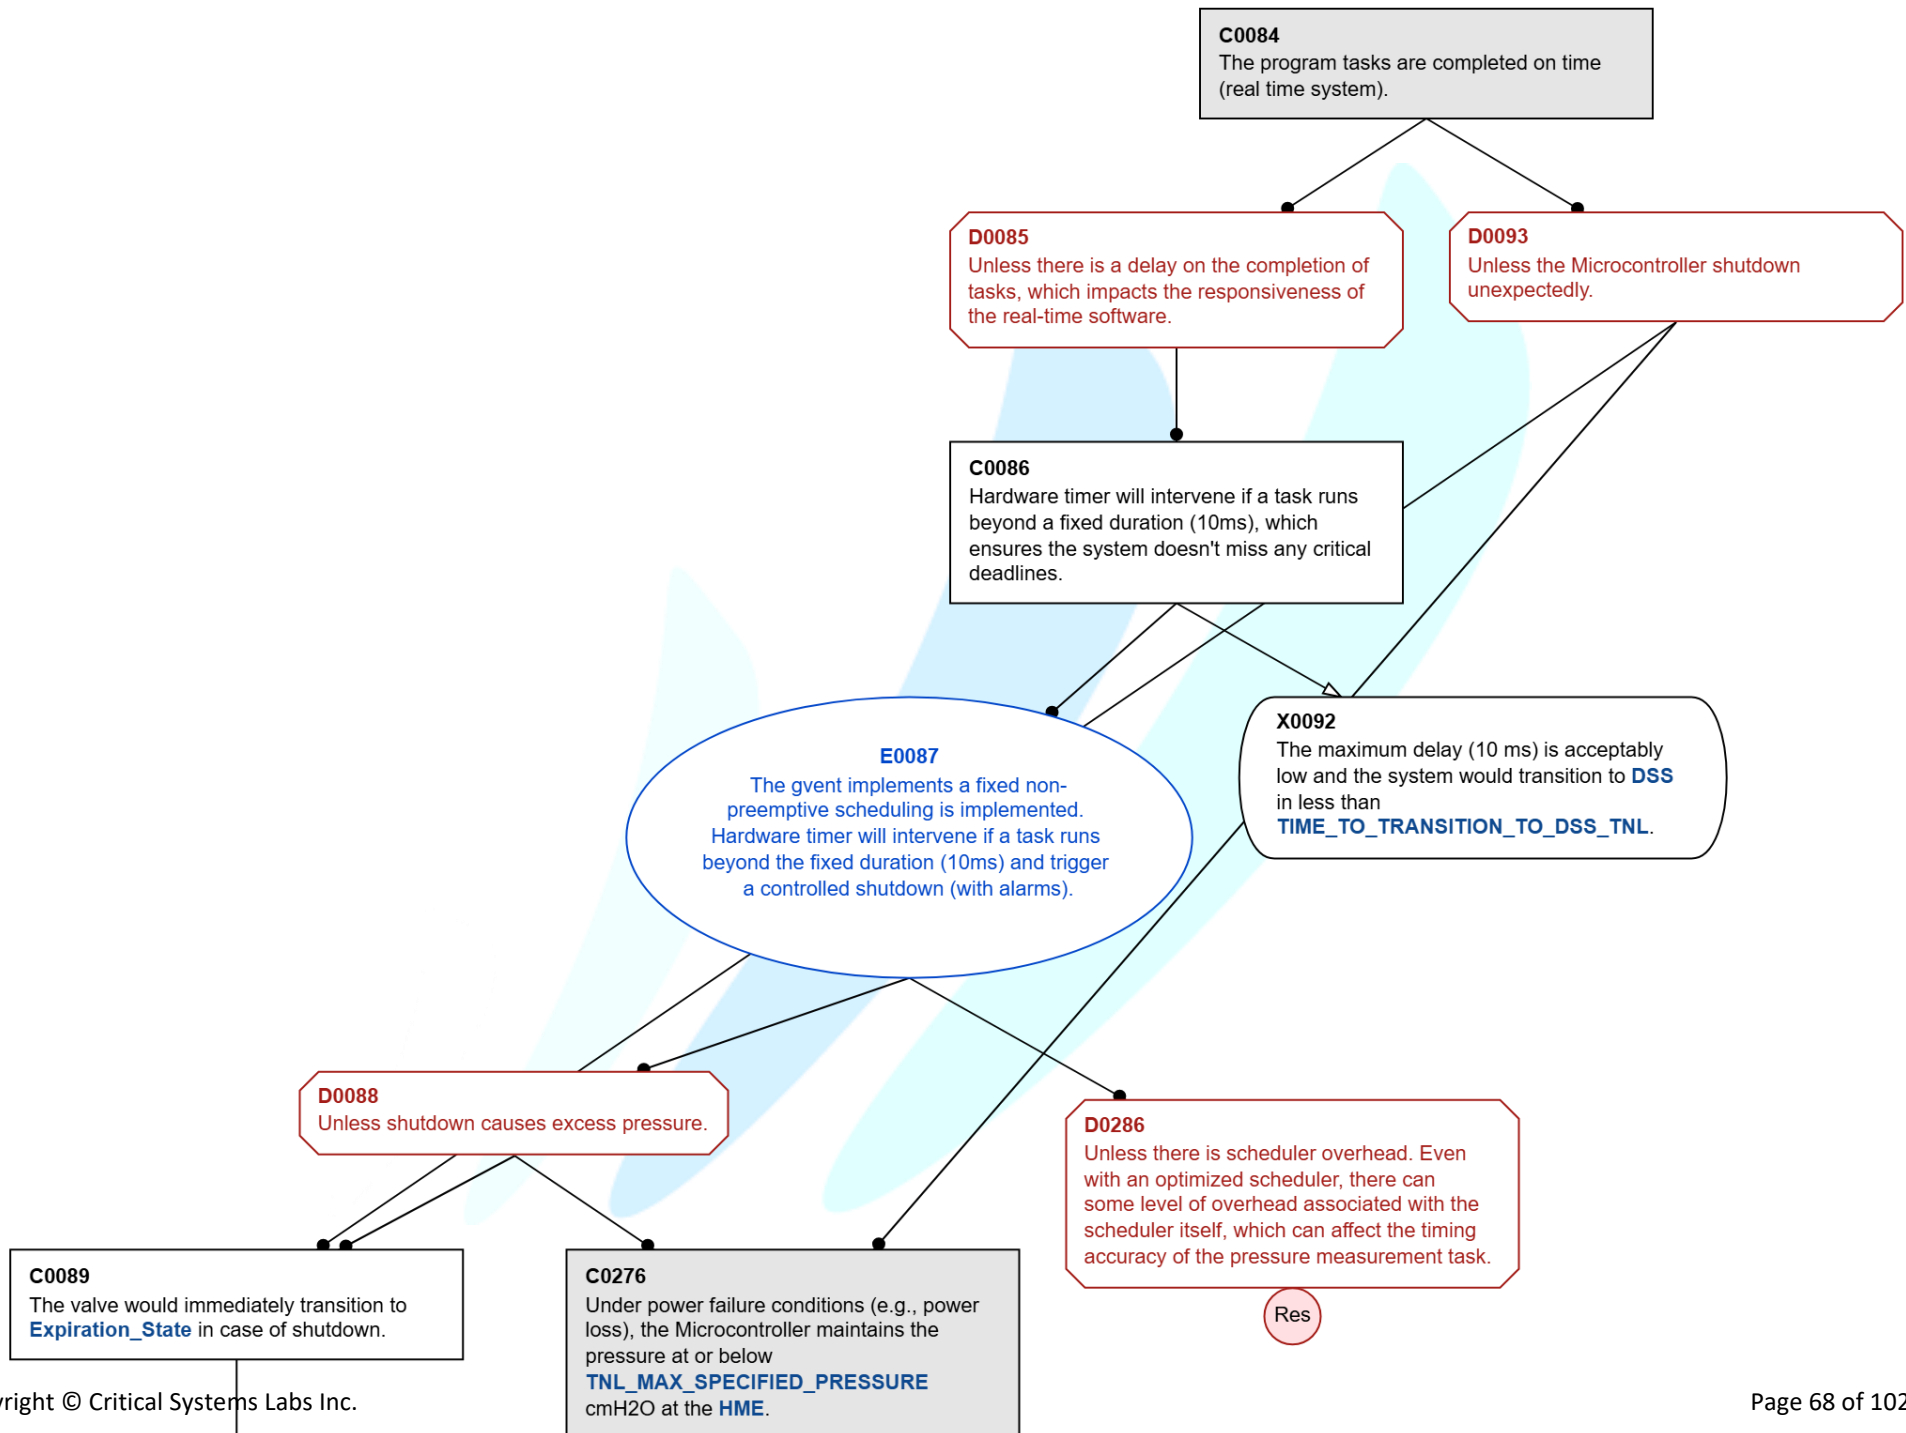 C0084
The program tasks are completed on time
(real time system).
D0085
Unless there is a delay on the completion of
tasks, which impacts the responsiveness of
the real-time software.
D0093
Unless the Microcontroller shutdown
unexpectedly.
C0086
Hardware timer will intervene if a task runs
beyond a fixed duration (10ms), which
ensures the system doesn't miss any critical
deadlines.
E0087
The gvent implements a fixed non-
preemptive scheduling is implemented.
Hardware timer will intervene if a task runs
beyond the fixed duration (10ms) and trigger
a controlled shutdown (with alarms).
X0092
The maximum delay (10 ms) is acceptably
low and the system would transition to DSS
in less than
TIME_TO_TRANSITION_TO_DSS_TNL.
D0088
Unless shutdown causes excess pressure.
D0286
Unless there is scheduler overhead. Even
with an optimized scheduler, there can
some level of overhead associated with the
scheduler itself, which can affect the timing
accuracy of the pressure measurement task.
Res
C0089
The valve would immediately transition to
Expiration_State in case of shutdown.
C0276
Under power failure conditions (e.g., power
loss), the Microcontroller maintains the
pressure at or below
TNL_MAX_SPECIFIED_PRESSURE
cmH2O at the HME.
yright © Critical Systems Labs Inc.
Page 68 of 102